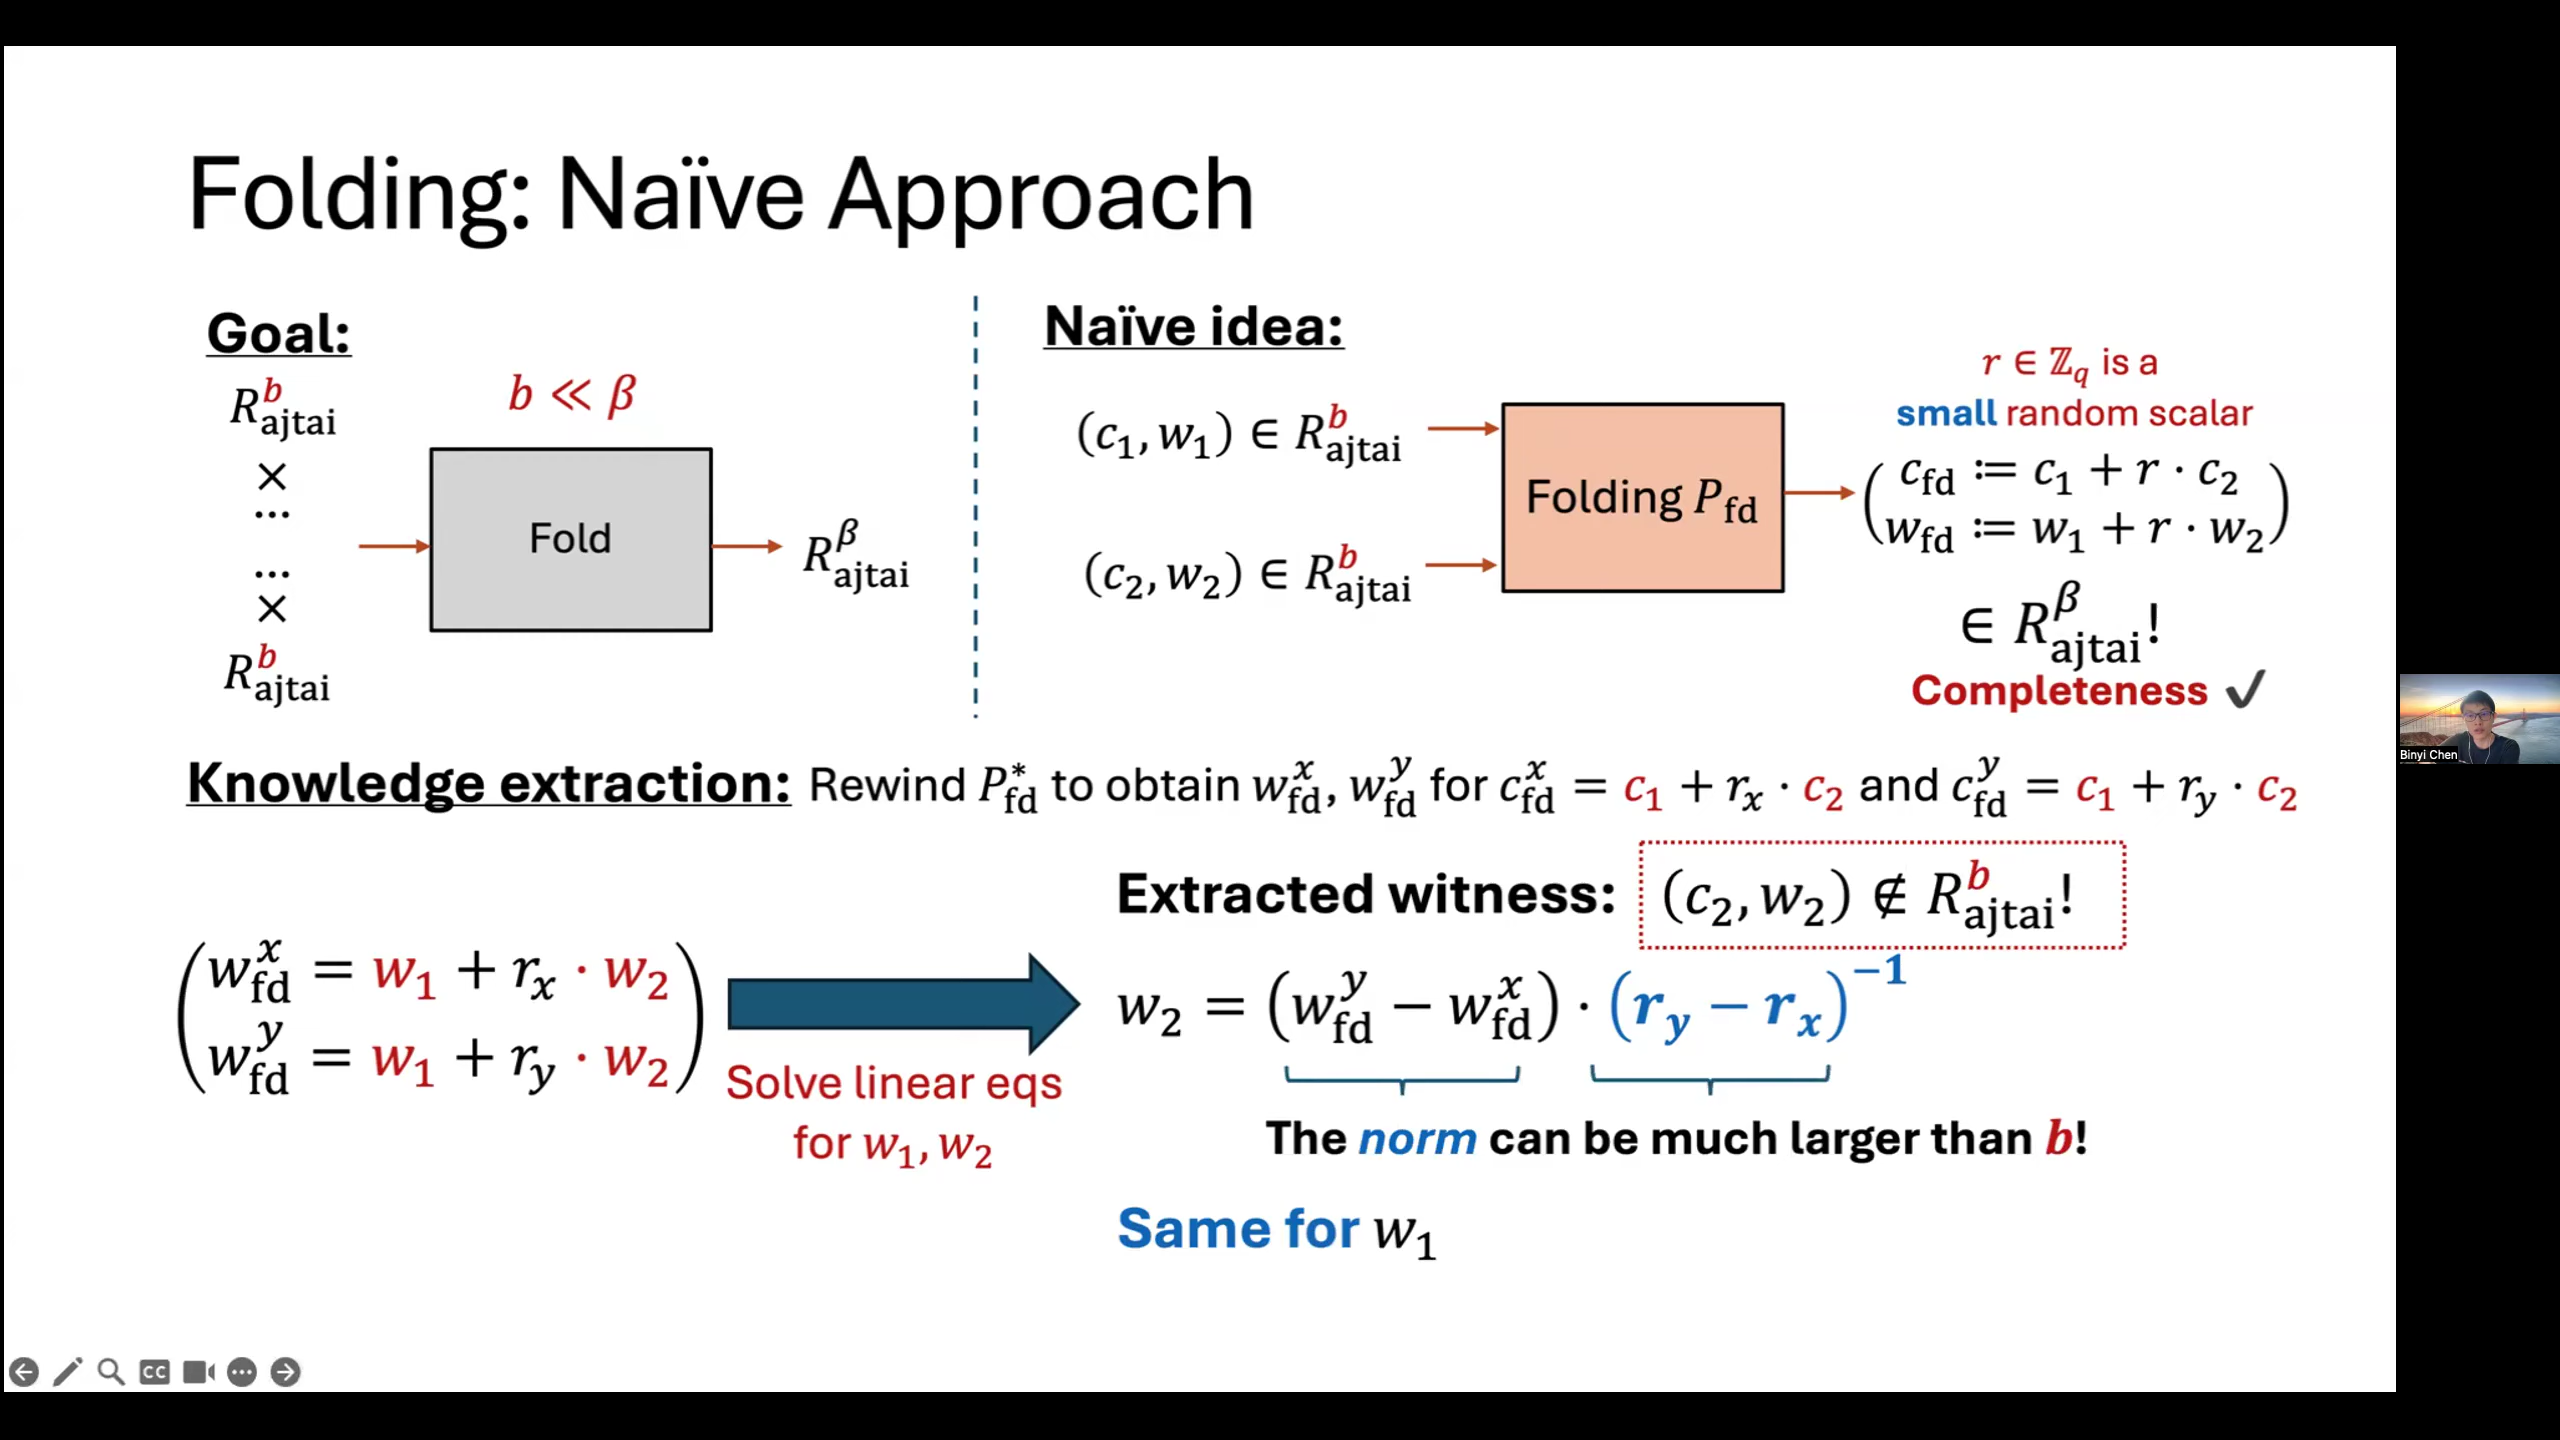 Folding: Naïve Approach
Goal:
R^b_ajtai
×
...
...
×
R^b_ajtai
b ≪ β
Fold
R^β_ajtai
Naïve idea:
(c_1, w_1) ∈ R^b_ajtai
(c_2, w_2) ∈ R^b_ajtai
Folding P_fd
r ∈ ℤ_q is a
small random scalar
(c_fd ≔ c_1 + r · c_2
w_fd ≔ w_1 + r · w_2)
∈ R^β_ajtai!
Completeness ✓
Knowledge extraction: Rewind P^*_fd to obtain w^x_fd, w^y_fd for c^x_fd = c_1 + r_x · c_2 and c^y_fd = c_1 + r_y · c_2
(w^x_fd = w_1 + r_x · w_2
w^y_fd = w_1 + r_y · w_2)
Solve linear eqs
for w_1, w_2
Extracted witness: (c_2, w_2) ∉ R^b_ajtai!
w_2 = (w^y_fd − w^x_fd) · (r_y − r_x)^−1
The norm can be much larger than b!
Same for w_1
CC
Binyi Chen